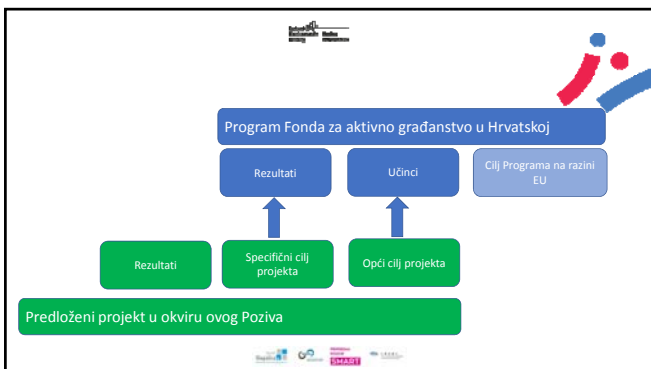 Program Fonda za aktivno građanstvo u Hrvatskoj
Rezultati
Učinci
Cilj Programa na razini
EU
Rezultati
Specifični cilj
projekta
Opći cilj projekta
Predloženi projekt u okviru ovog Poziva
SMART